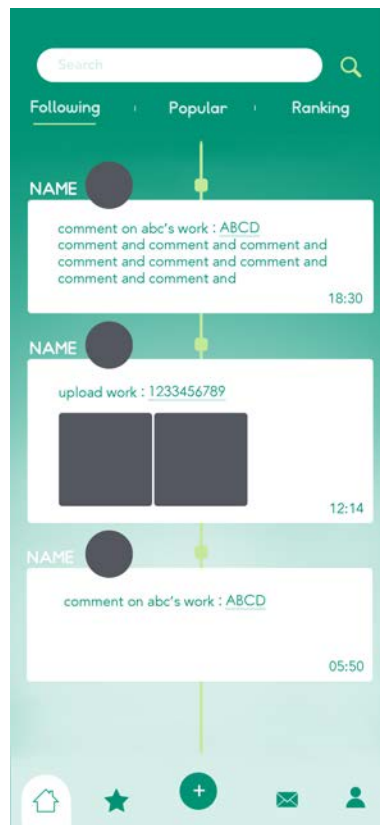 Search
Following
Popular
Ranking
NAME
comment on abc's work : ABCD
comment and comment and comment and
comment and comment and comment and
comment and comment and
18:30
NAME
upload work : 1233456789
12:14
NAME
comment on abc's work : ABCD
05:50